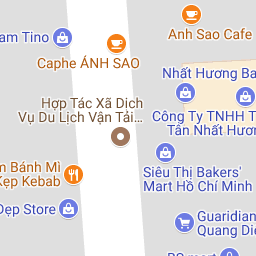 Anh Sao Cafe
am Tino
Caphe ÁNH SAO
Nhất Hương Ba
Hợp Tác Xã Dịch
Vụ Du Lịch Vận Tải...
Công Ty TNHH T
Tân Nhất Hươn
Siêu Thị Bakers'
Mart Hồ Chí Minh
m Bánh Mì
Kẹp Kebab
Đẹp Store
Guardian
Quang Di